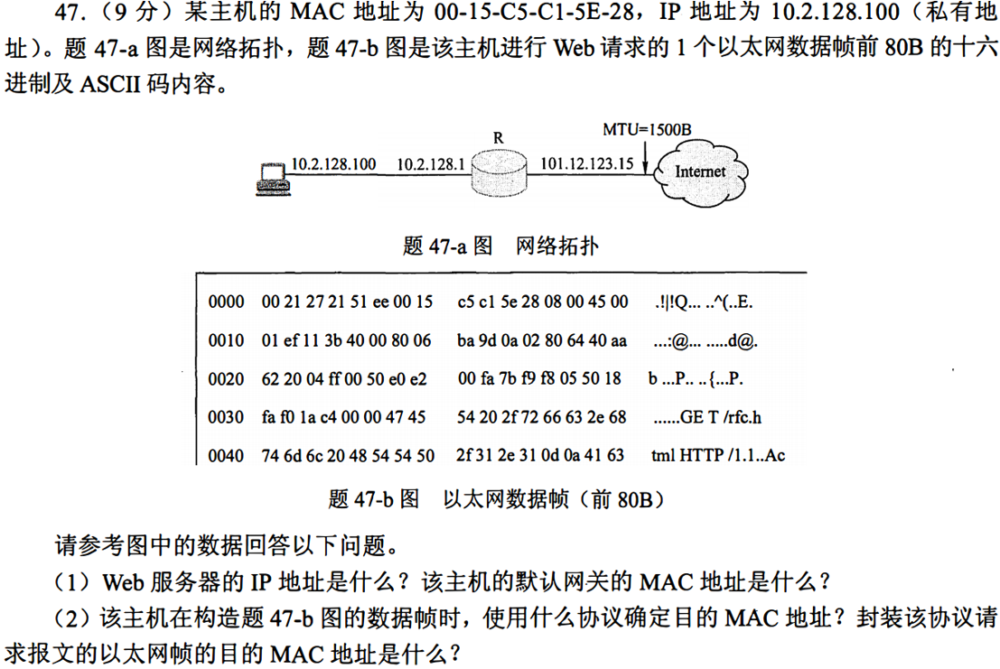 47.（9 分）某主机的 MAC 地址为 00-15-C5-C1-5E-28，IP 地址为 10.2.128.100（私有地
址）。题 47-a 图是网络拓扑，题 47-b 图是该主机进行 Web 请求的 1 个以太网数据帧前 80B 的十六
进制及 ASCII 码内容。
MTU=1500B
R
10.2.128.100 10.2.128.1 101.12.123.15 Internet
题 47-a 图 网络拓扑
0000 00 21 27 21 51 ee 00 15 c5 c1 5e 28 08 00 45 00 .!|!Q... ..^(..E.
0010 01 ef 11 3b 40 00 80 06 ba 9d 0a 02 80 64 40 aa ...:@... .....d@.
0020 62 20 04 ff 00 50 e0 e2 00 fa 7b f9 f8 05 50 18 b ...P.. ..{...P.
0030 fa f0 1a c4 00 00 47 45 54 20 2f 72 66 63 2e 68 ......GE T /rfc.h
0040 74 6d 6c 20 48 54 54 50 2f 31 2e 31 0d 0a 41 63 tml HTTP /1.1..Ac
题 47-b 图 以太网数据帧（前 80B）
请参考图中的数据回答以下问题。
（1）Web 服务器的 IP 地址是什么？该主机的默认网关的 MAC 地址是什么？
（2）该主机在构造题 47-b 图的数据帧时，使用什么协议确定目的 MAC 地址？封装该协议请
求报文的以太网帧的目的 MAC 地址是什么？